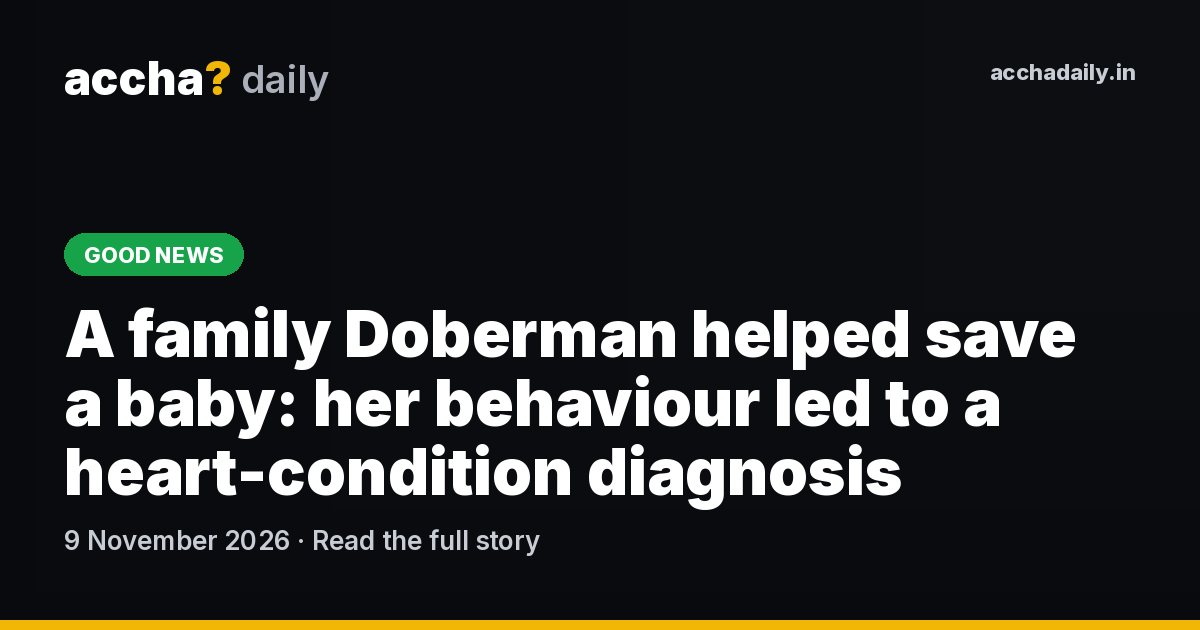 accha? daily
acchadaily.in
GOOD NEWS
A family Doberman helped save
a baby: her behaviour led to a
heart-condition diagnosis
9 November 2026 · Read the full story